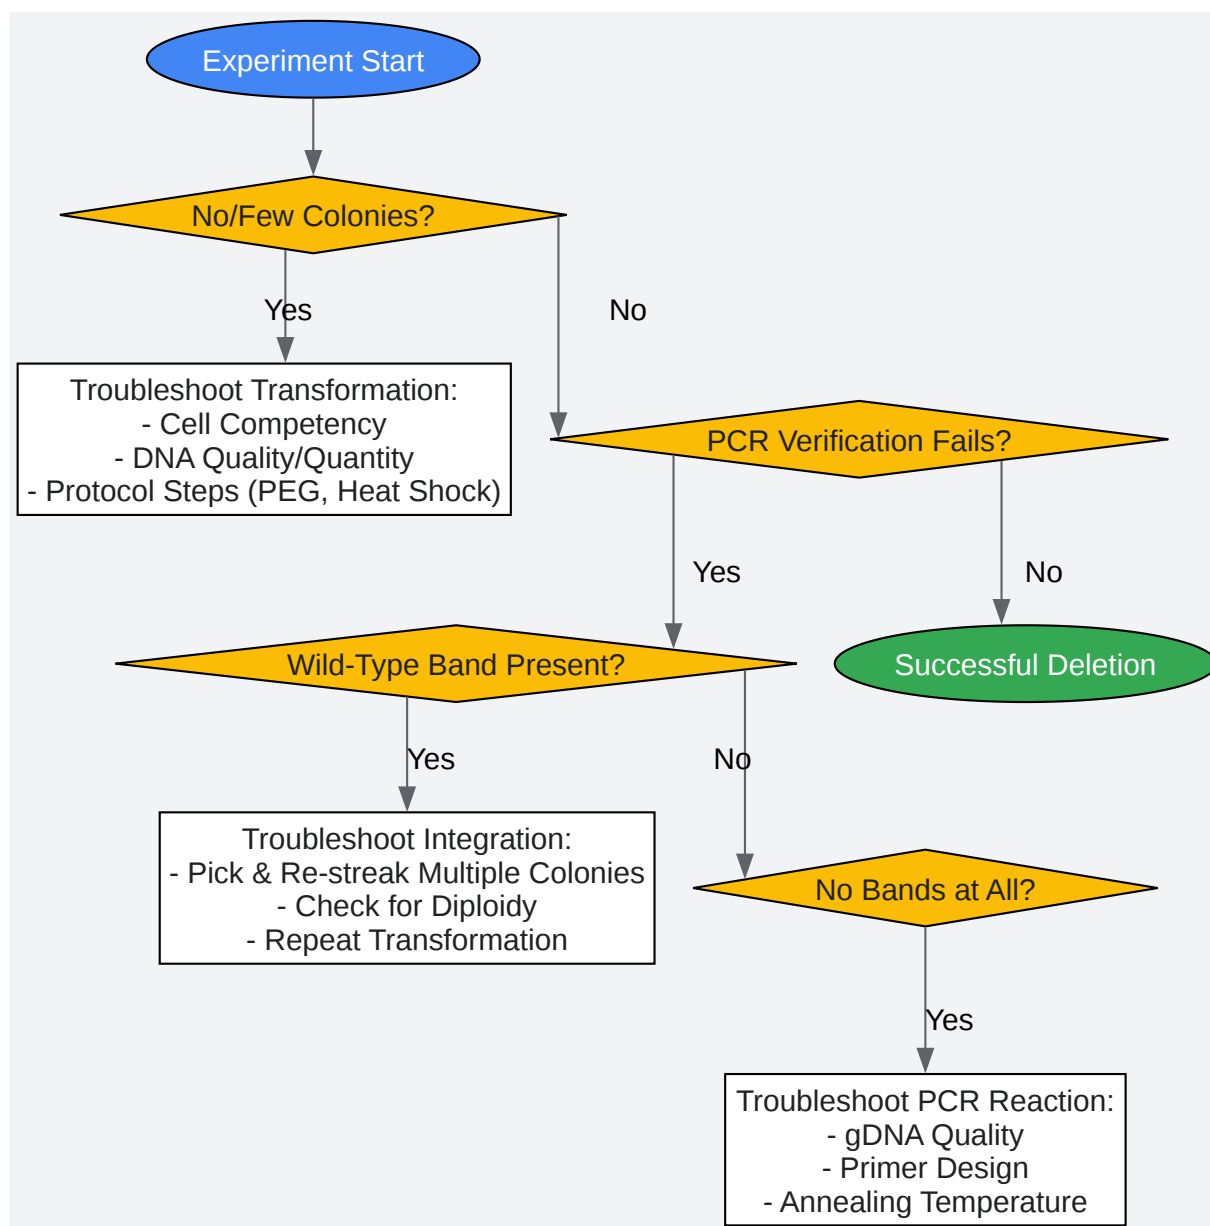 Experiment Start
No/Few Colonies?
Yes
No
Troubleshoot Transformation:
- Cell Competency
- DNA Quality/Quantity
- Protocol Steps (PEG, Heat Shock)
PCR Verification Fails?
Yes
No
Wild-Type Band Present?
Successful Deletion
Yes
No
Troubleshoot Integration:
- Pick & Re-streak Multiple Colonies
- Check for Diploidy
- Repeat Transformation
No Bands at All?
Yes
Troubleshoot PCR Reaction:
- gDNA Quality
- Primer Design
- Annealing Temperature